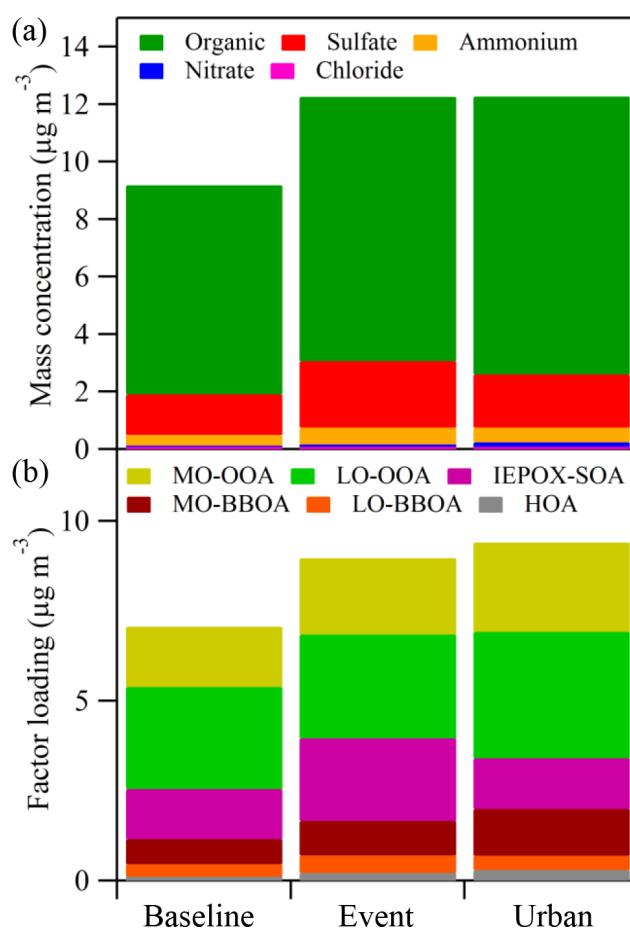 (a)
14
12
10
8
6
4
2
0
Mass concentration (µg m⁻³)
Organic Sulfate Ammonium
Nitrate Chloride
(b)
10
5
0
Factor loading (µg m⁻³)
MO-OOA LO-OOA IEPOX-SOA
MO-BBOA LO-BBOA HOA
Baseline Event Urban